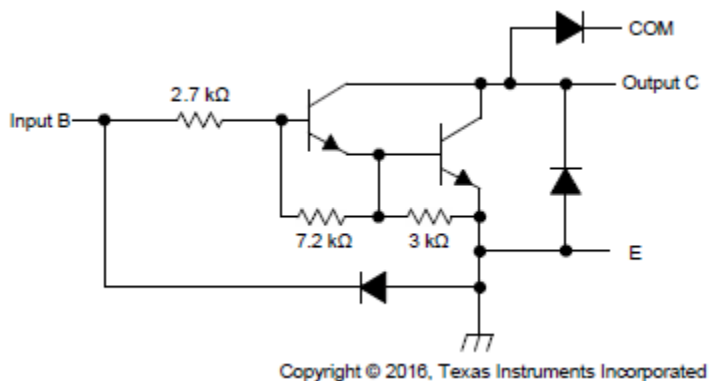 COM
Output C
2.7 kΩ
Input B
7.2 kΩ
3 kΩ
E
Copyright © 2016, Texas Instruments Incorporated